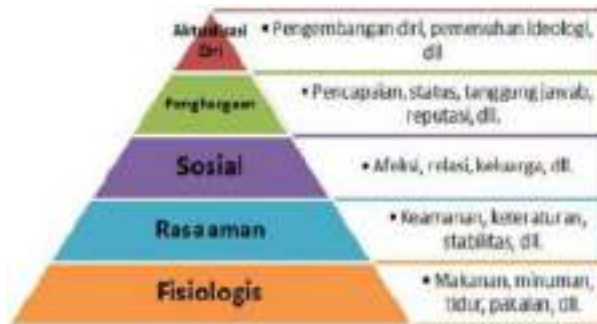 Aktualisasi
Diri
• Pengembangan diri, pemenuhan ideologi,
dll
Penghargaan
• Pencapaian, status, tanggung jawab,
reputasi, dll.
Sosial
• Afeksi, relasi, keluarga, dll.
Rasa aman
• Keamanan, keteraturan,
stabilitas, dll.
Fisiologis
• Makanan, minuman,
tidur, pakaian, dll.